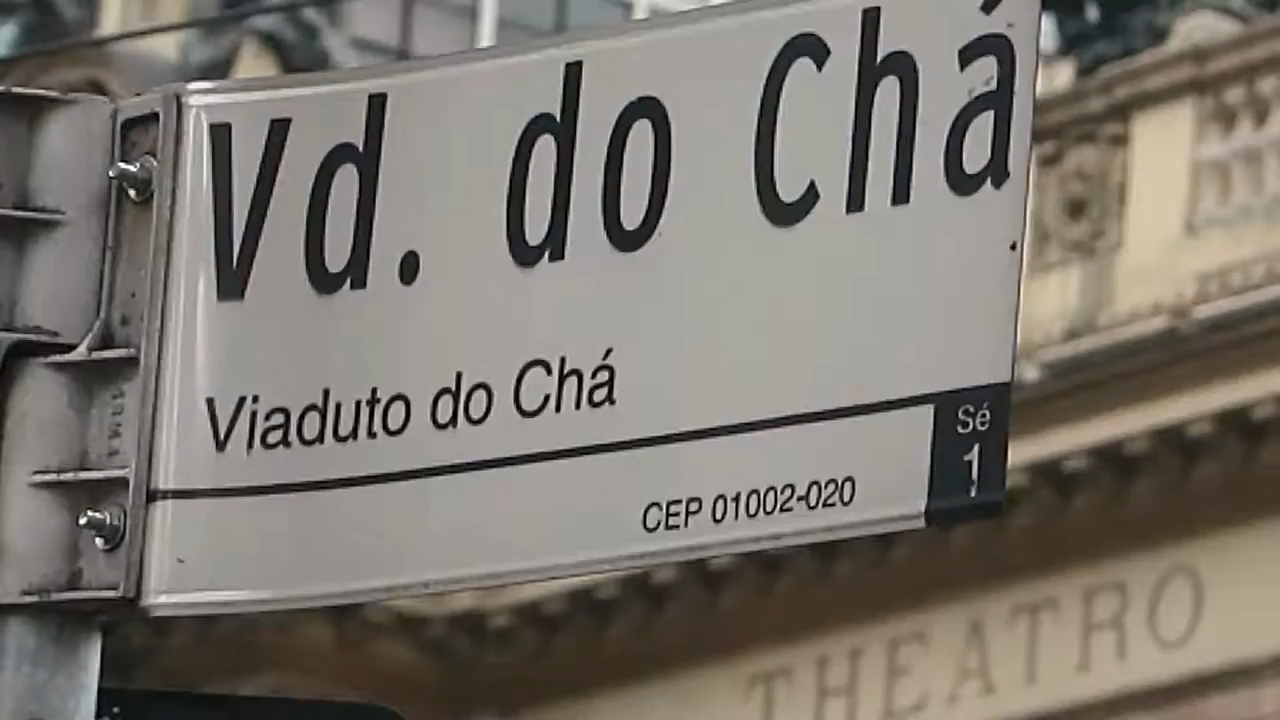 Vd. do Chá
Viaduto do Chá
Sé
1
CEP 01002-020
THEATRO